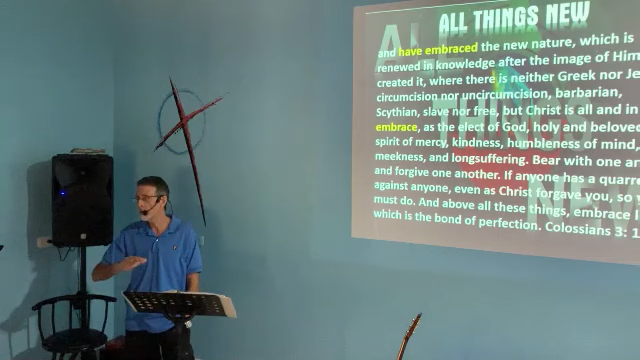 ALL THINGS NEW
and have embraced the new nature, which is
renewed in knowledge after the image of Him
created it, where there is neither Greek nor Je
circumcision nor uncircumcision, barbarian,
Scythian, slave nor free, but Christ is all and in
embrace, as the elect of God, holy and belove
spirit of mercy, kindness, humbleness of mind,
meekness, and longsuffering. Bear with one an
and forgive one another. If anyone has a quarre
against anyone, even as Christ forgave you, so y
must do. And above all these things, embrace
which is the bond of perfection. Colossians 3: 1